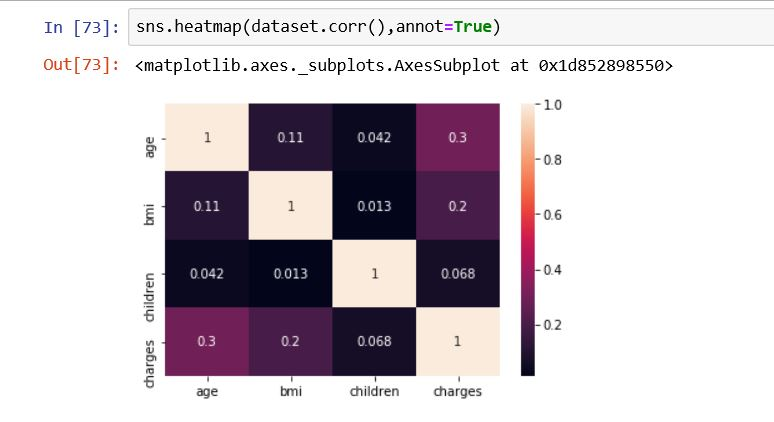 In [73]: sns.heatmap(dataset.corr(),annot=True)
Out[73]: <matplotlib.axes._subplots.AxesSubplot at 0x1d852898550>
1.0
age 1 0.11 0.042 0.3
0.8
bmi 0.11 1 0.013 0.2
0.6
children 0.042 0.013 1 0.068
0.4
0.2
charges 0.3 0.2 0.068 1
age bmi children charges